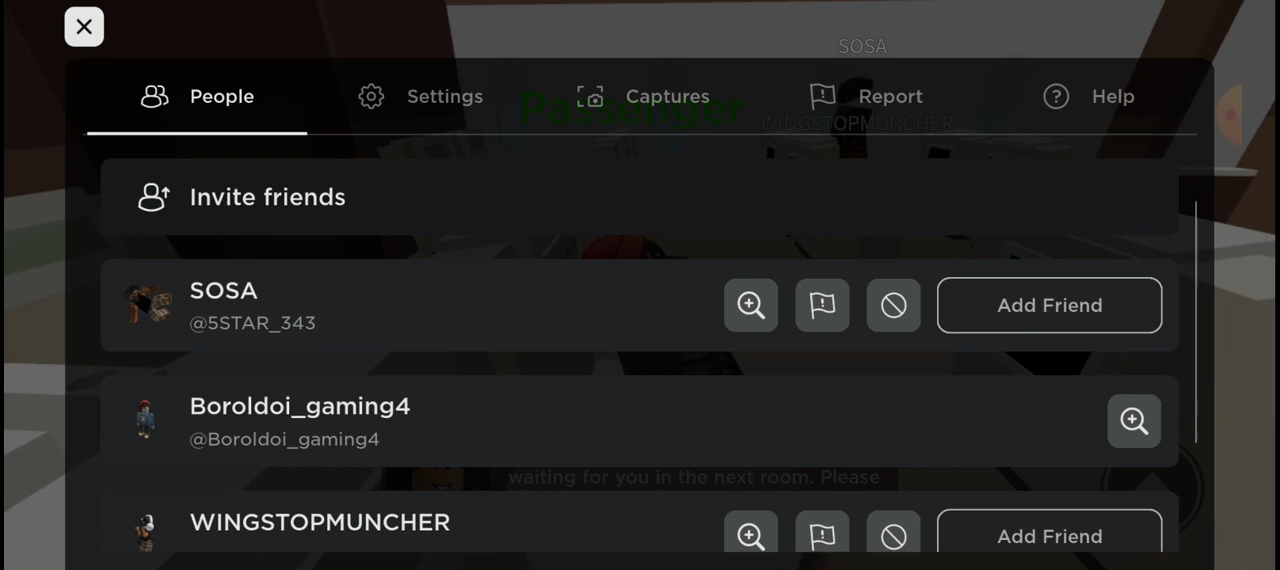 SOSA
People Settings Captures Report Help
Passenger
WINGSTOPMUNCHER
Invite friends
SOSA
@5STAR_343
Add Friend
Boroldoi_gaming4
@Boroldoi_gaming4
waiting for you in the next room. Please
WINGSTOPMUNCHER
Add Friend